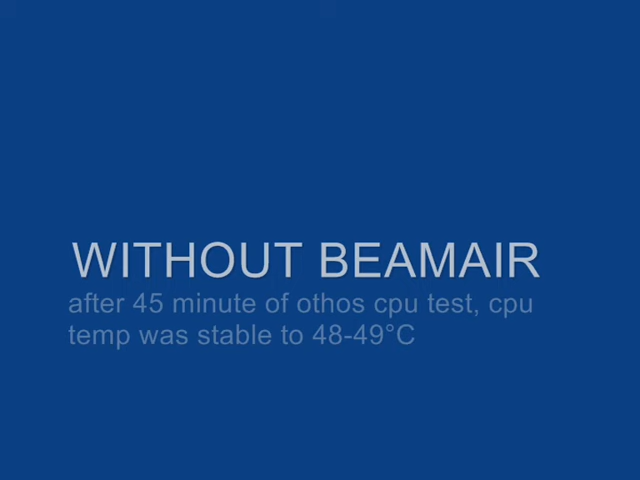 WITHOUT BEAMAIR
after 45 minute of othos cpu test, cpu
temp was stable to 48-49°C